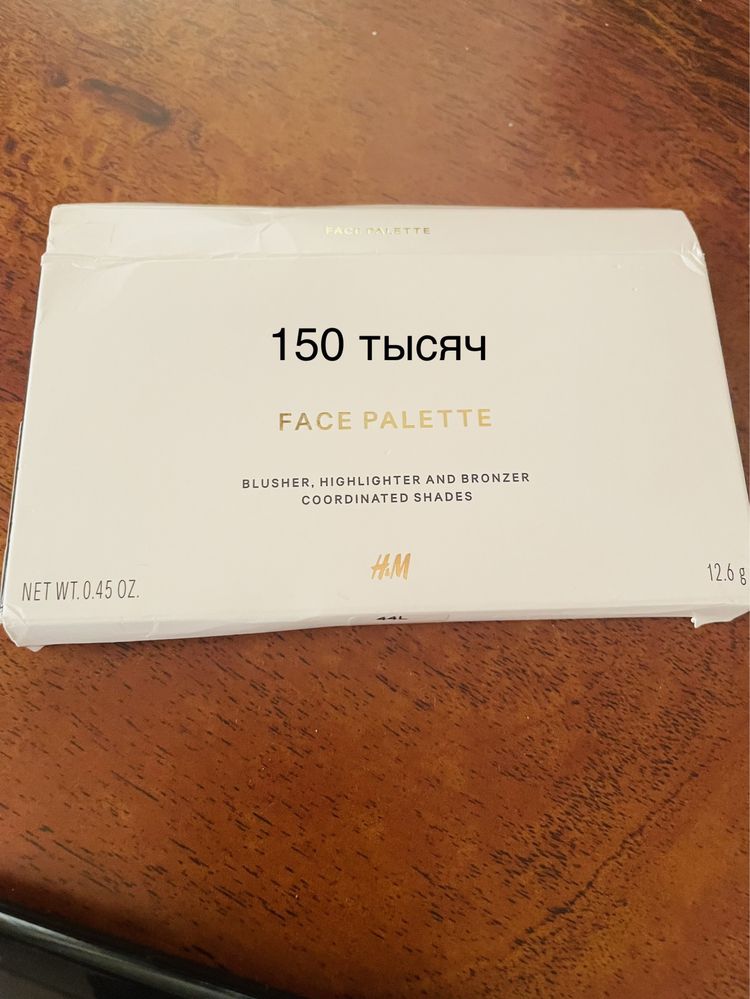 FACE PALETTE
150 тысяч
FACE PALETTE
BLUSHER, HIGHLIGHTER AND BRONZER
COORDINATED SHADES
H&M
NET WT. 0.45 OZ.
12.6 g